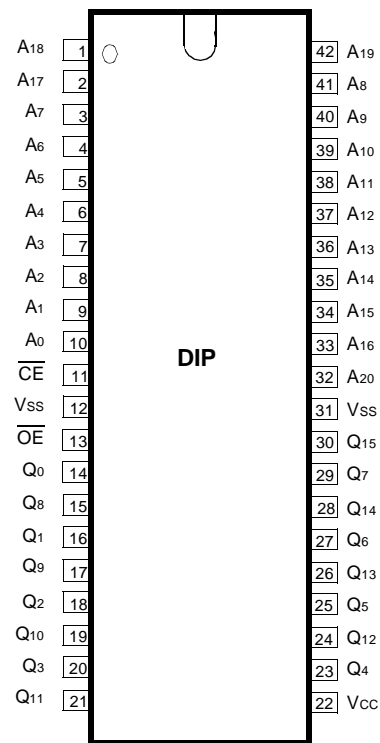 A18 1 42 A19
A17 2 41 A8
A7 3 40 A9
A6 4 39 A10
A5 5 38 A11
A4 6 37 A12
A3 7 36 A13
A2 8 35 A14
A1 9 34 A15
A0 10 33 A16
DIP
CE 11 32 A20
VSS 12 31 VSS
OE 13 30 Q15
Q0 14 29 Q7
Q8 15 28 Q14
Q1 16 27 Q6
Q9 17 26 Q13
Q2 18 25 Q5
Q10 19 24 Q12
Q3 20 23 Q4
Q11 21 22 VCC